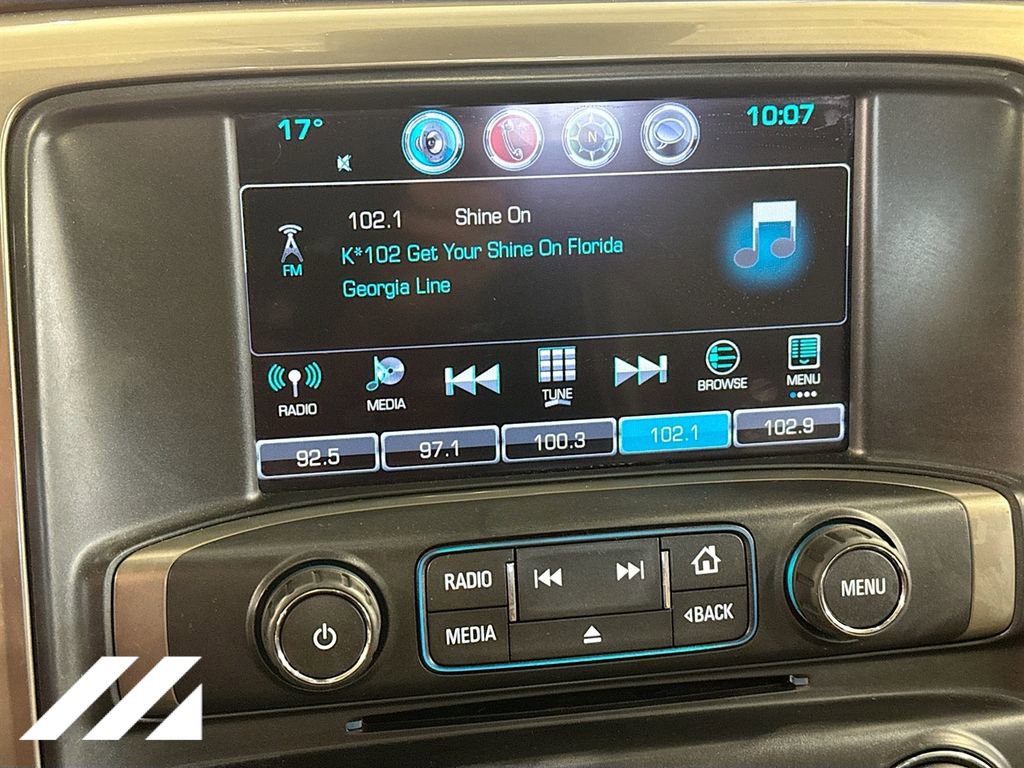 17° 10:07
N
102.1 Shine On
K*102 Get Your Shine On Florida
Georgia Line
FM
RADIO MEDIA TUNE BROWSE MENU
92.5 97.1 100.3 102.1 102.9
RADIO
MEDIA
BACK
MENU